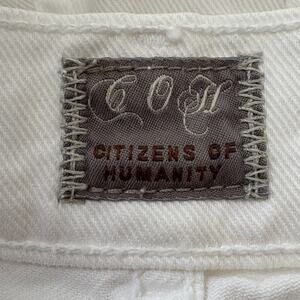 COH
CITIZENS OF
HUMANITY